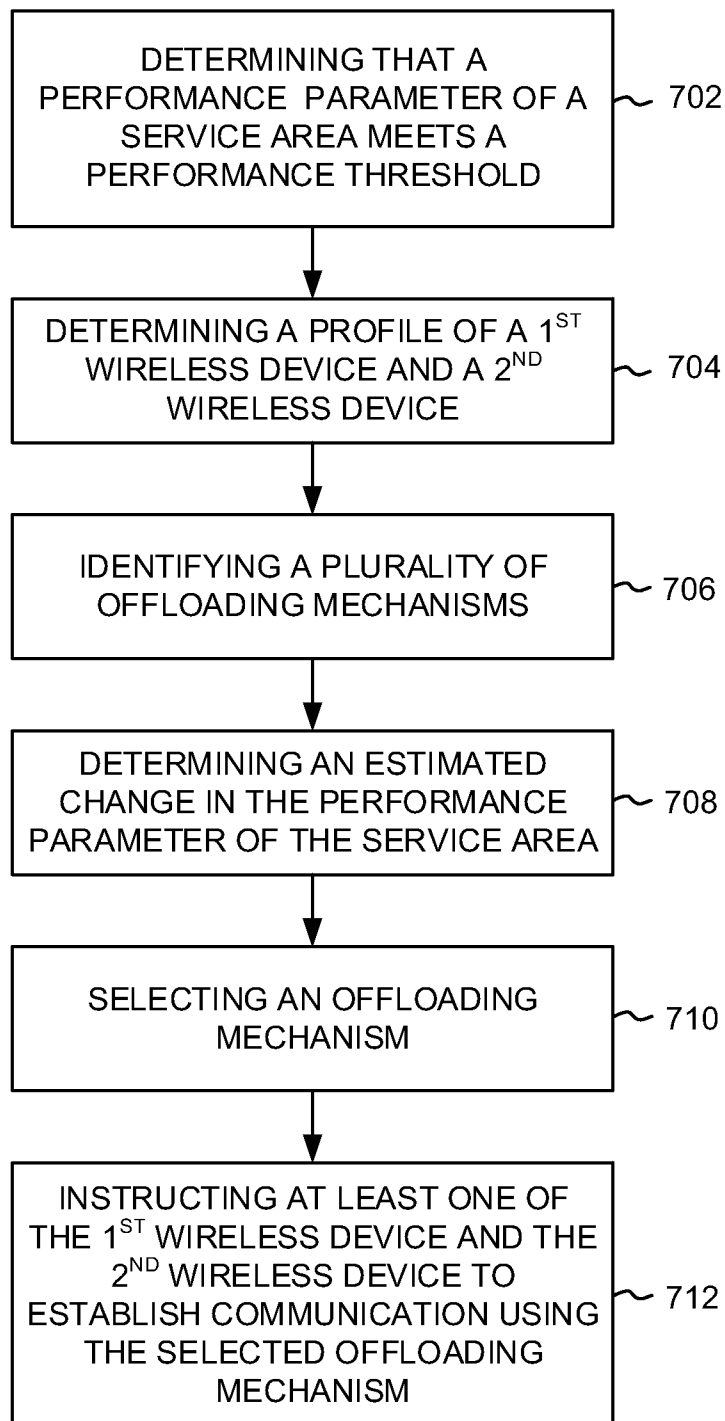 DETERMINING THAT A
PERFORMANCE PARAMETER OF A
SERVICE AREA MEETS A
PERFORMANCE THRESHOLD
702
DETERMINING A PROFILE OF A 1ST
WIRELESS DEVICE AND A 2ND
WIRELESS DEVICE
704
IDENTIFYING A PLURALITY OF
OFFLOADING MECHANISMS
706
DETERMINING AN ESTIMATED
CHANGE IN THE PERFORMANCE
PARAMETER OF THE SERVICE AREA
708
SELECTING AN OFFLOADING
MECHANISM
710
INSTRUCTING AT LEAST ONE OF
THE 1ST WIRELESS DEVICE AND THE
2ND WIRELESS DEVICE TO
ESTABLISH COMMUNICATION USING
THE SELECTED OFFLOADING
MECHANISM
712